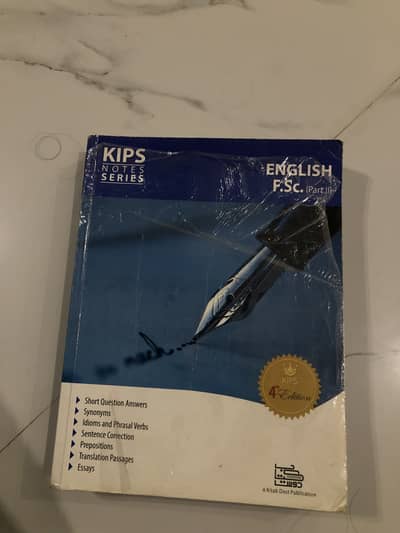 KIPS
NOTES
SERIES
ENGLISH
F.Sc. (Part II)
KIPS
4th Edition
Short Question Answers
Synonyms
Idioms and Phrasal Verbs
Sentence Correction
Prepositions
Translation Passages
Essays
A Kitab Dost Publication